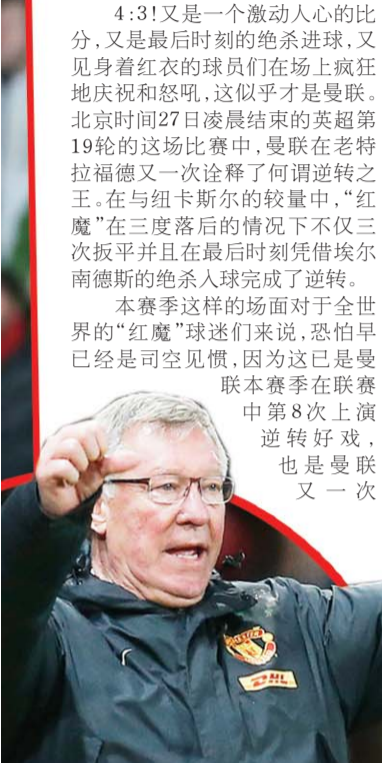 4:3!又是一个激动人心的比
分,又是最后时刻的绝杀进球,又
见身着红衣的球员们在场上疯狂
地庆祝和怒吼,这似乎才是曼联。
北京时间27日凌晨结束的英超第
19轮的这场比赛中,曼联在老特
拉福德又一次诠释了何谓逆转之
王。在与纽卡斯尔的较量中,“红
魔”在三度落后的情况下不仅三
次扳平并且在最后时刻凭借埃尔
南德斯的绝杀入球完成了逆转。
本赛季这样的场面对于全世
界的“红魔”球迷们来说,恐怕早
已经是司空见惯,因为这已是曼
联本赛季在联赛
中第8次上演
逆转好戏,
也是曼联
又一次
DHL